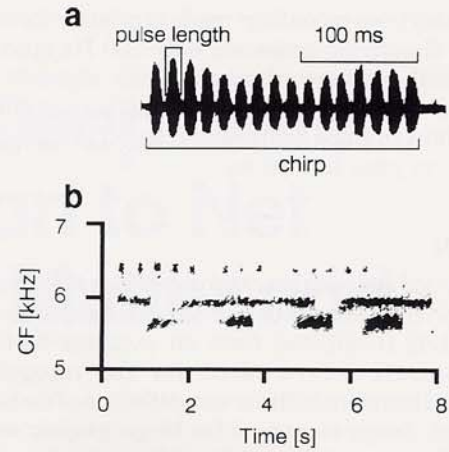 a
pulse length
100 ms
chirp
b
7
6
5
CF [kHz]
0 2 4 6 8
Time [s]